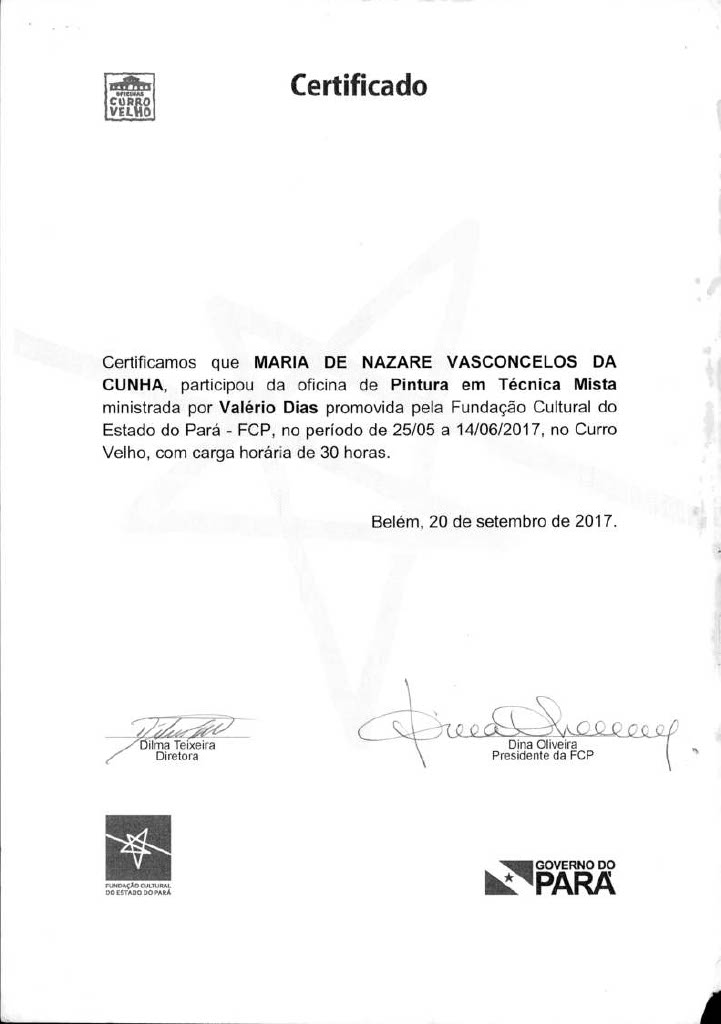 Certificado
OFICINAS
CURRO
VELHO
Certificamos que MARIA DE NAZARE VASCONCELOS DA
CUNHA, participou da oficina de Pintura em Técnica Mista
ministrada por Valério Dias promovida pela Fundação Cultural do
Estado do Pará - FCP, no período de 25/05 a 14/06/2017, no Curro
Velho, com carga horária de 30 horas.
Belém, 20 de setembro de 2017.
Dilma Teixeira
Diretora
Dina Oliveira
Presidente da FCP
FUNDAÇÃO CULTURAL
DO ESTADO DO PARÁ
GOVERNO DO
PARÁ